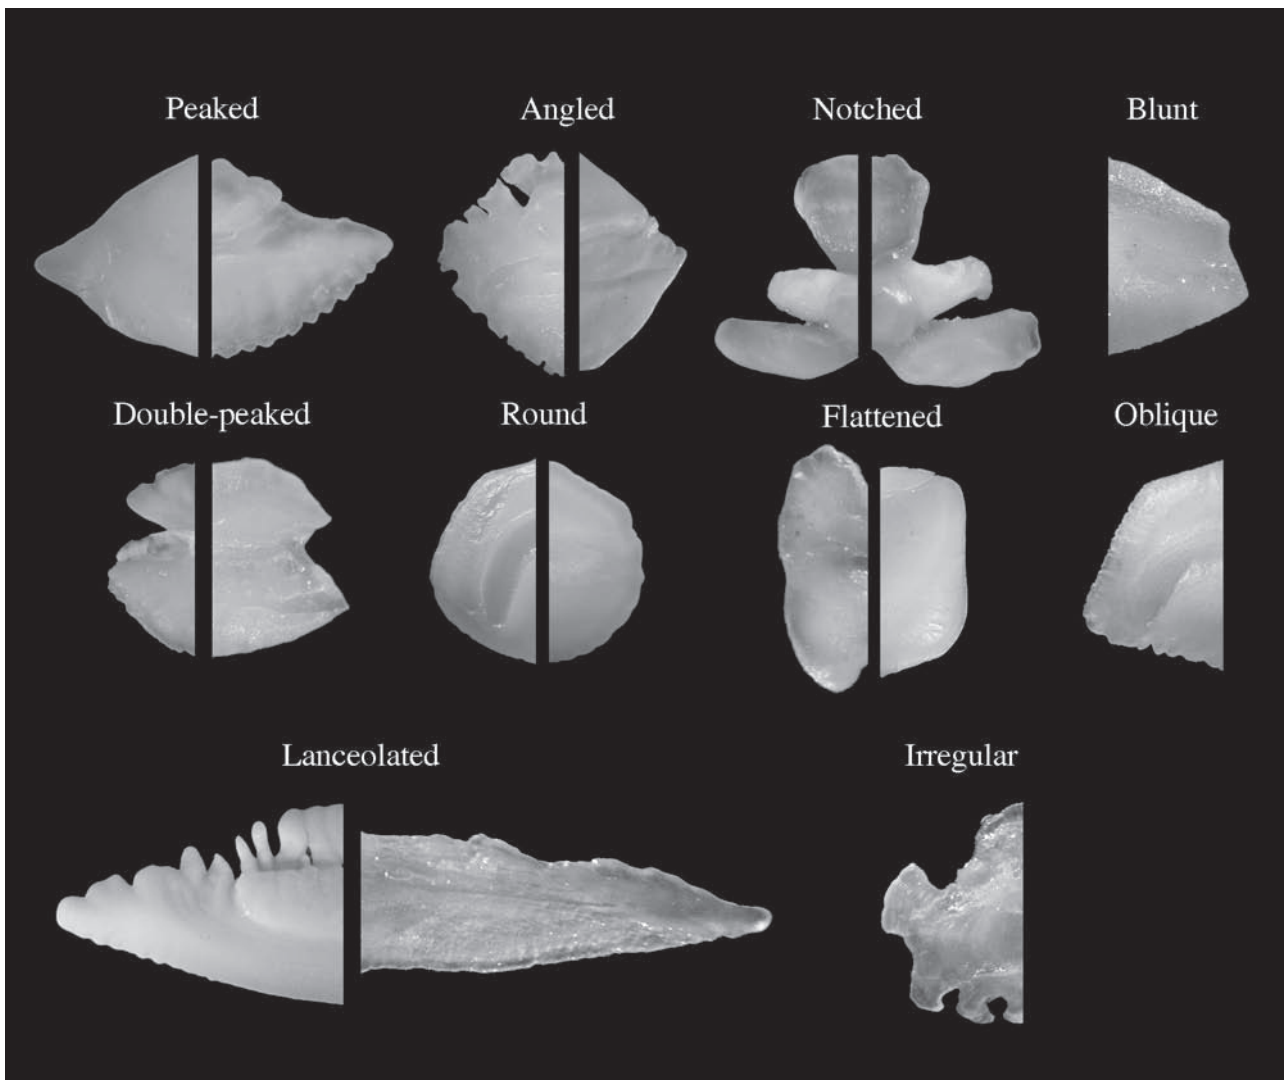 Peaked
Angled
Notched
Blunt
Double-peaked
Round
Flattened
Oblique
Lanceolated
Irregular